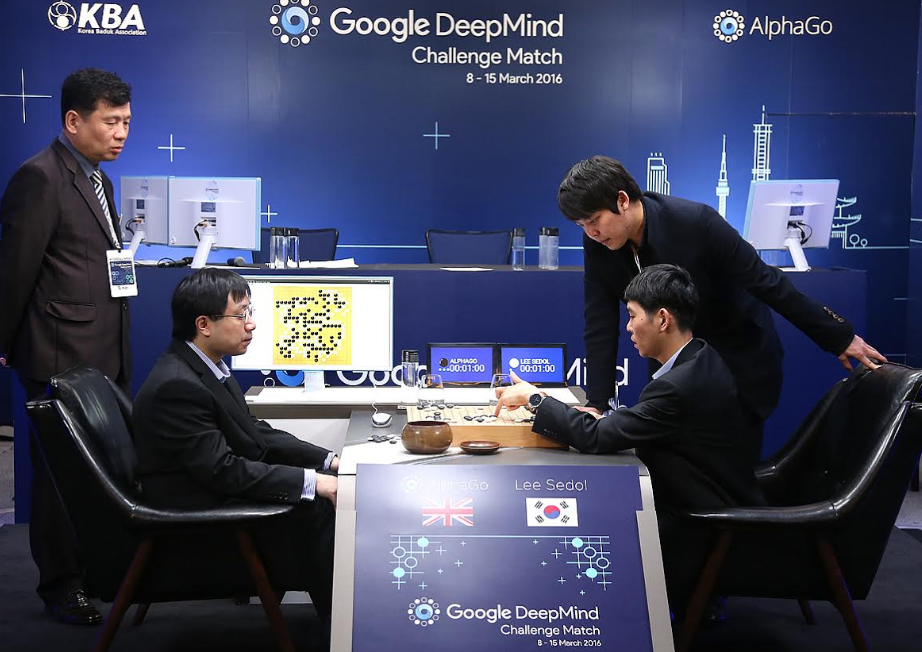 KBA
Korea Baduk Association
Google DeepMind
Challenge Match
8 - 15 March 2016
AlphaGo
ALPHAGO
00:01:00
LEE SEDOL
00:01:00
AlphaGo
Lee Sedol
Google DeepMind
Challenge Match
8 - 15 March 2016